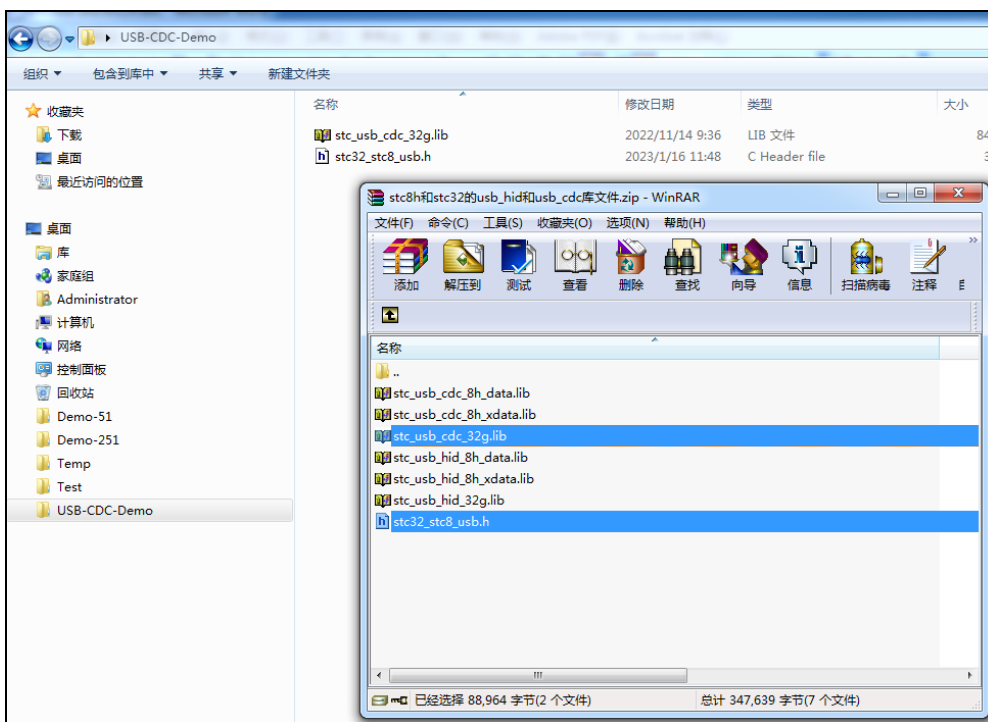 USB-CDC-Demo
组织 包含到库中 共享 新建文件夹
收藏夹
下载
桌面
最近访问的位置
桌面
库
家庭组
Administrator
计算机
网络
控制面板
回收站
Demo-51
Demo-251
Temp
Test
USB-CDC-Demo
名称 修改日期 类型 大小
stc_usb_cdc_32g.lib 2022/11/14 9:36 LIB 文件 84
stc32_stc8_usb.h 2023/1/16 11:48 C Header file
stc8h和stc32的usb_hid和usb_cdc库文件.zip - WinRAR
文件(F) 命令(C) 工具(S) 收藏夹(O) 选项(N) 帮助(H)
添加 解压到 测试 查看 删除 查找 向导 信息 扫描病毒 注释
名称
..
stc_usb_cdc_8h_data.lib
stc_usb_cdc_8h_xdata.lib
stc_usb_cdc_32g.lib
stc_usb_hid_8h_data.lib
stc_usb_hid_8h_xdata.lib
stc_usb_hid_32g.lib
stc32_stc8_usb.h
已经选择 88,964 字节(2 个文件) 总计 347,639 字节(7 个文件)